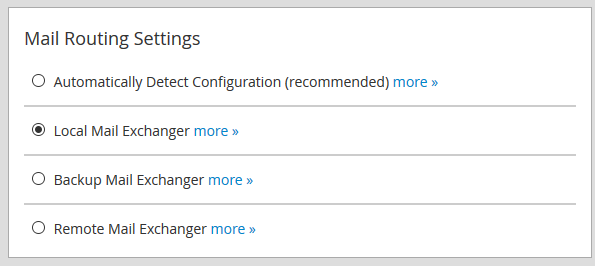 Mail Routing Settings
Automatically Detect Configuration (recommended) more »
Local Mail Exchanger more »
Backup Mail Exchanger more »
Remote Mail Exchanger more »